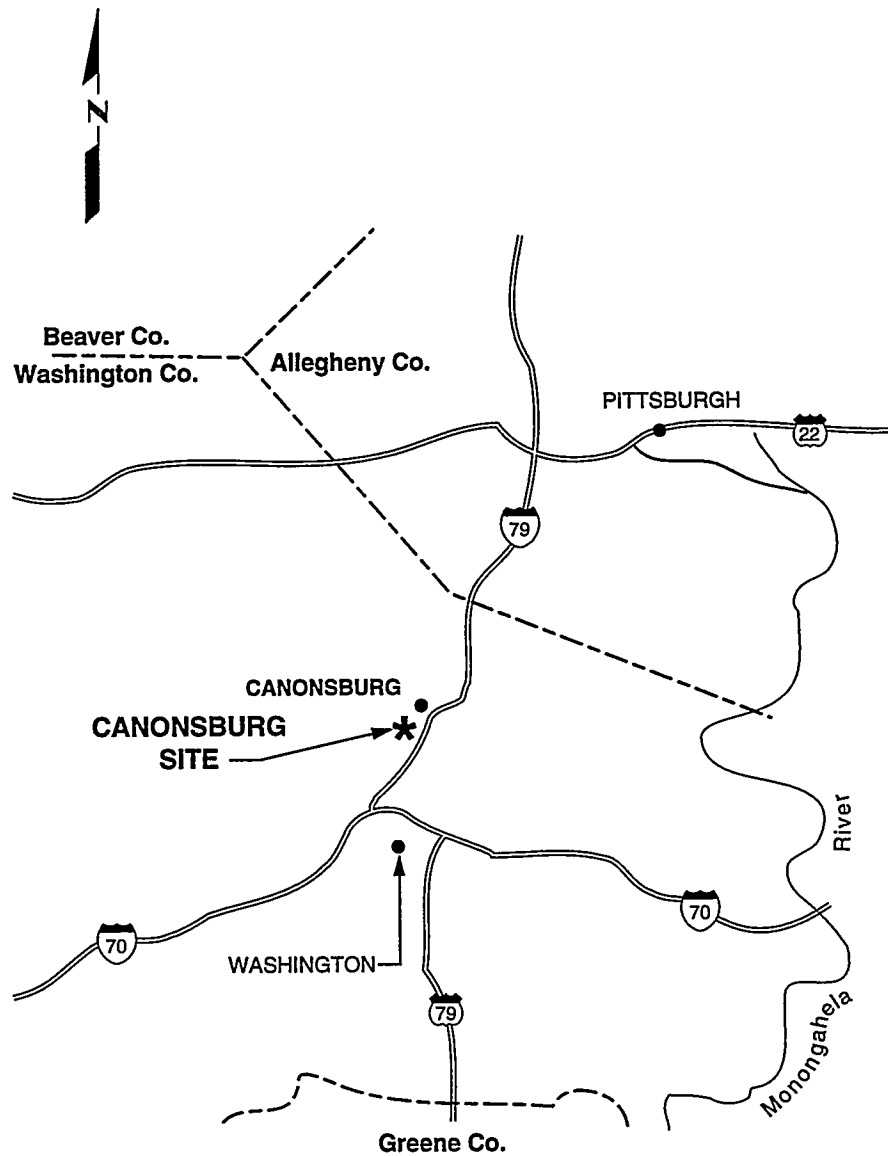 N
Beaver Co.
Washington Co.
Allegheny Co.
PITTSBURGH
22
79
CANONSBURG
CANONSBURG
SITE
River
70
70
WASHINGTON
79
Monongahela
Greene Co.